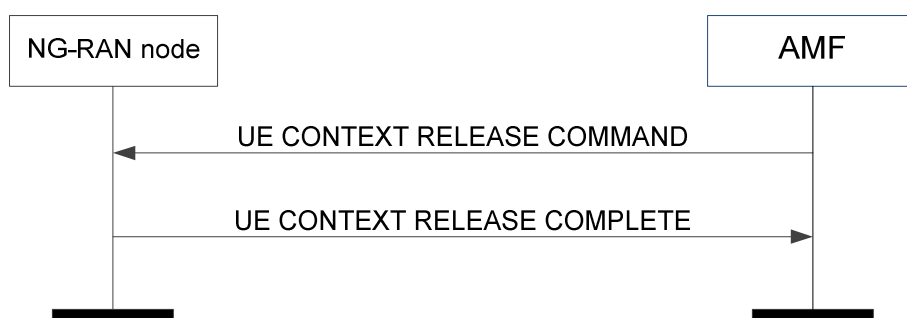 NG-RAN node
AMF
UE CONTEXT RELEASE COMMAND
UE CONTEXT RELEASE COMPLETE